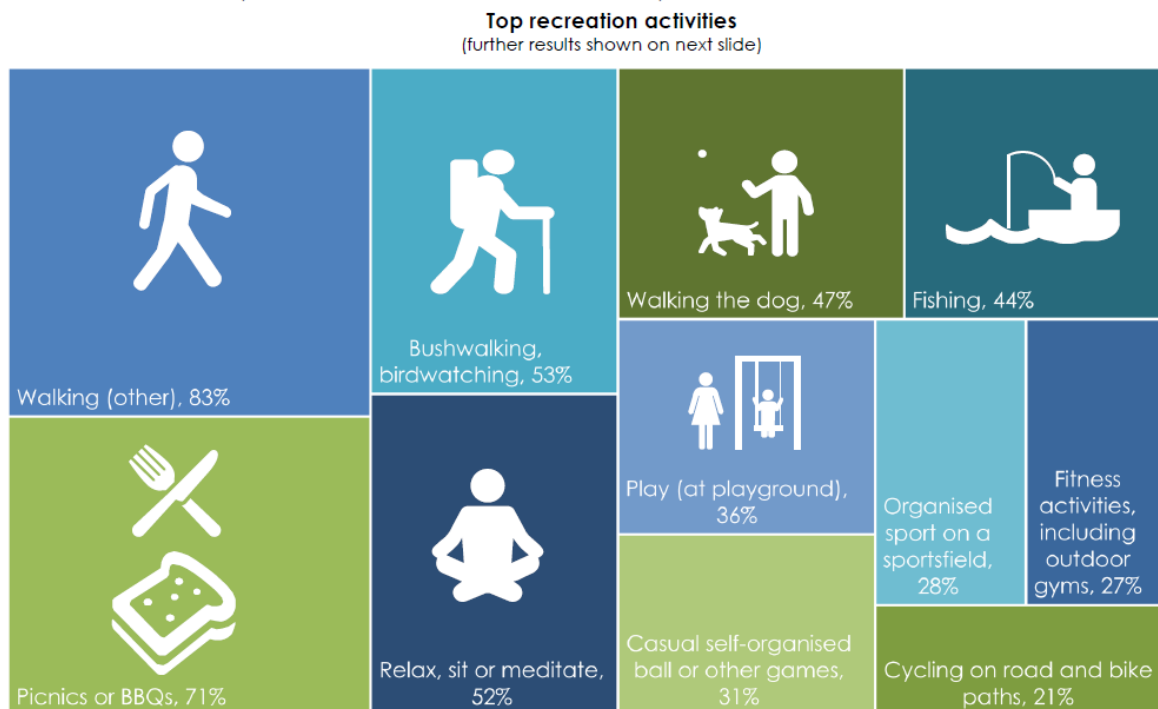 Top recreation activities
(further results shown on next slide)
Walking (other), 83%
Picnics or BBQs, 71%
Bushwalking,
birdwatching, 53%
Relax, sit or meditate,
52%
Walking the dog, 47%
Fishing, 44%
Play (at playground),
36%
Casual self-organised
ball or other games,
31%
Organised
sport on a
sportsfield,
28%
Fitness
activities,
including
outdoor
gyms, 27%
Cycling on road and bike
paths, 21%